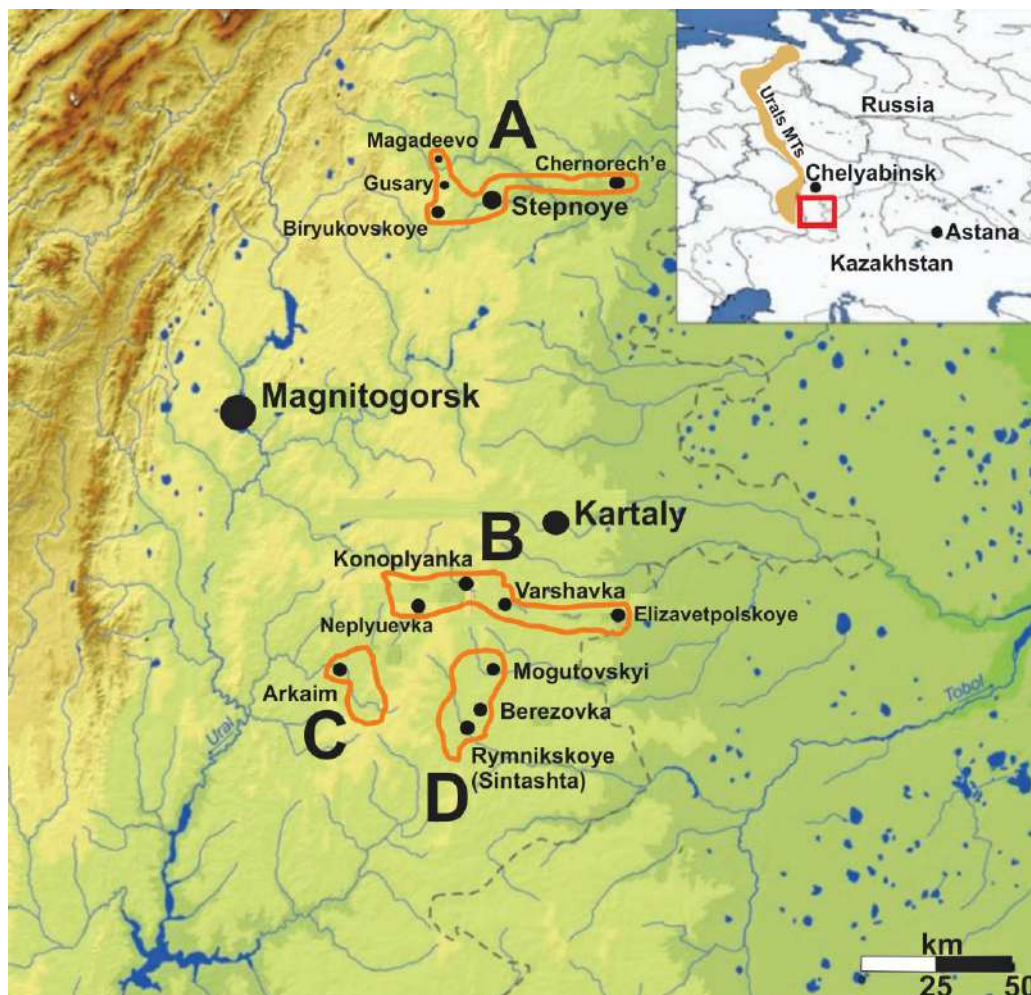 A
Magadeevo
Chernorech'e
Gusary
Stepnoye
Biryukovskoye
Urals MTs
Russia
Chelyabinsk
Astana
Kazakhstan
Magnitogorsk
Kartaly
B
Konoplyanka
Varshavka
Neplyuevka
Elizavetpolskoye
Mogutovskyi
Arkaim
Berezovka
C
Ural
Tobol
D
Rymnikskoye
(Sintashta)
km
25
50